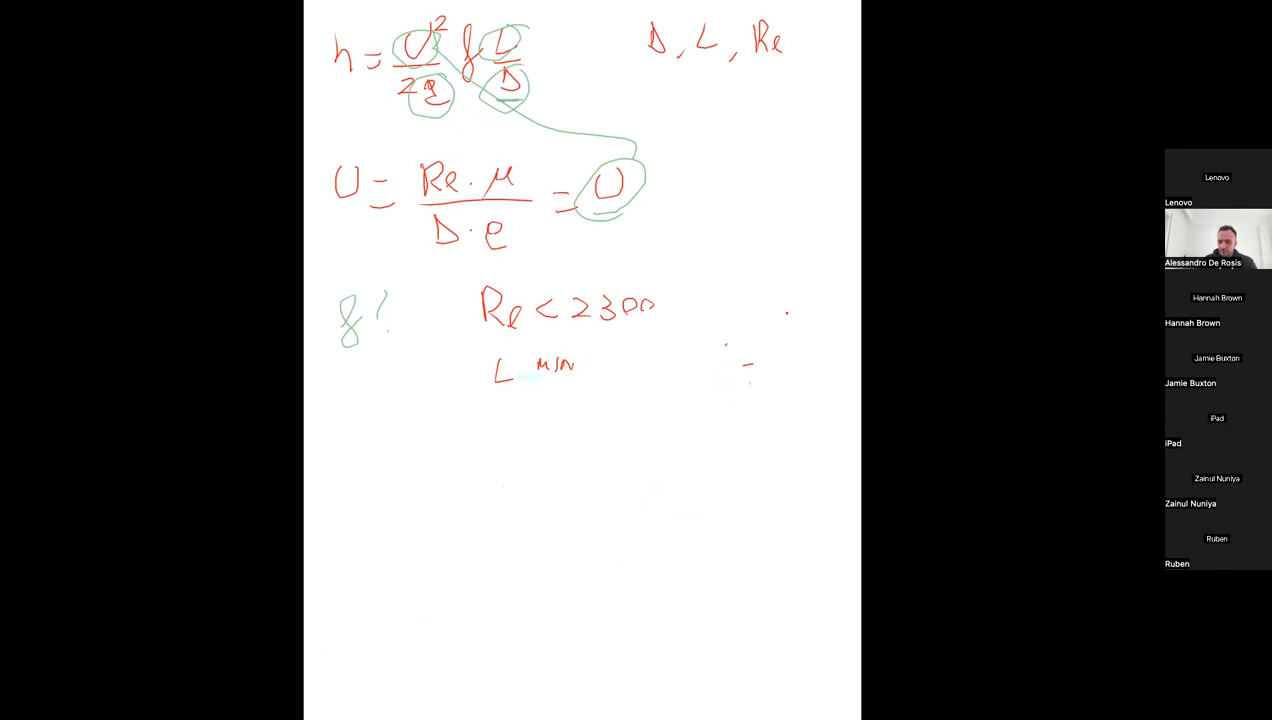 h = U² f L
2g D
D, L, Re
U = Re · μ = U
D · ρ
f ?
Re < 2300
L MIN
=
Lenovo
Lenovo
Alessandro De Rosis
Hannah Brown
Hannah Brown
Jamie Buxton
Jamie Buxton
iPad
iPad
Zainul Nuniya
Zainul Nuniya
Ruben
Ruben